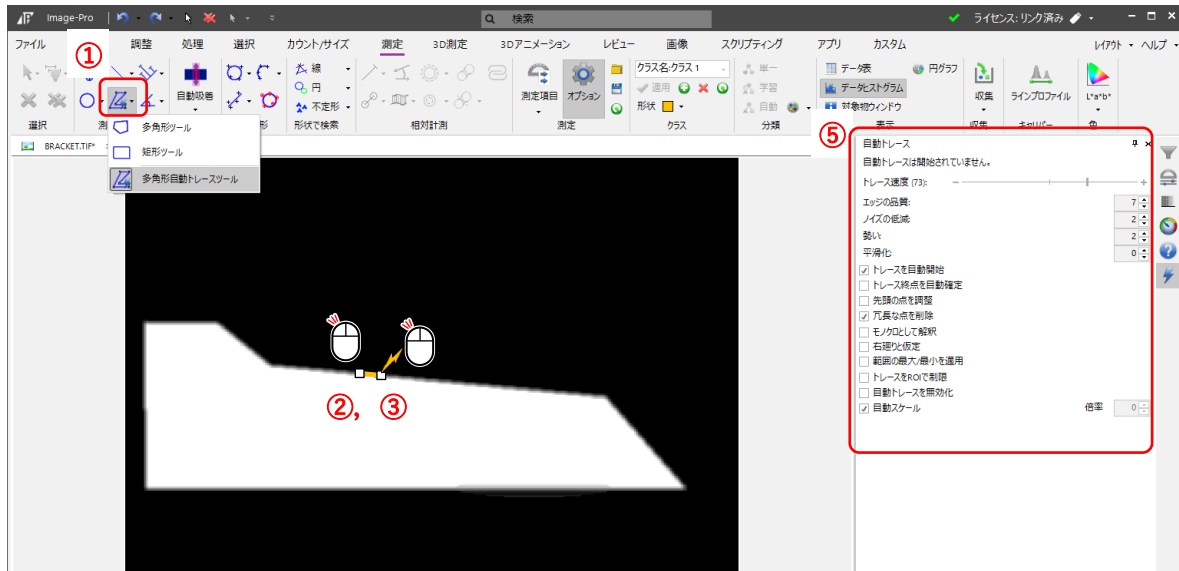 Image-Pro
検索
ライセンス: リンク済み
ファイル
①
調整
処理
選択
カウント/サイズ
測定
3D測定
3Dアニメーション
レビュー
画像
スクリプティング
アプリ
カスタム
レイアウト
ヘルプ
自動吸着
線
円
不定形
測定項目
オプション
クラス名:クラス 1
適用
形状
単一
学習
自動
データ表
円グラフ
データヒストグラム
対象物ウィンドウ
収集
ラインプロファイル
L*a*b*
選択
測
形
形状で検索
相対計測
測定
クラス
分類
⑤
表示
収集
キャリパー
色
多角形ツール
矩形ツール
多角形自動トレースツール
BRACKET.TIF*
②,
③
自動トレース
自動トレースは開始されていません。
トレース速度 (73):
エッジの品質: 7
ノイズの低減: 2
勢い: 2
平滑化: 0
トレースを自動開始
トレース終点を自動確定
先頭の点を調整
冗長な点を削除
モノクロとして解釈
右廻りと仮定
範囲の最大/最小を適用
トレースをROIで制限
自動トレースを無効化
自動スケール 倍率 0